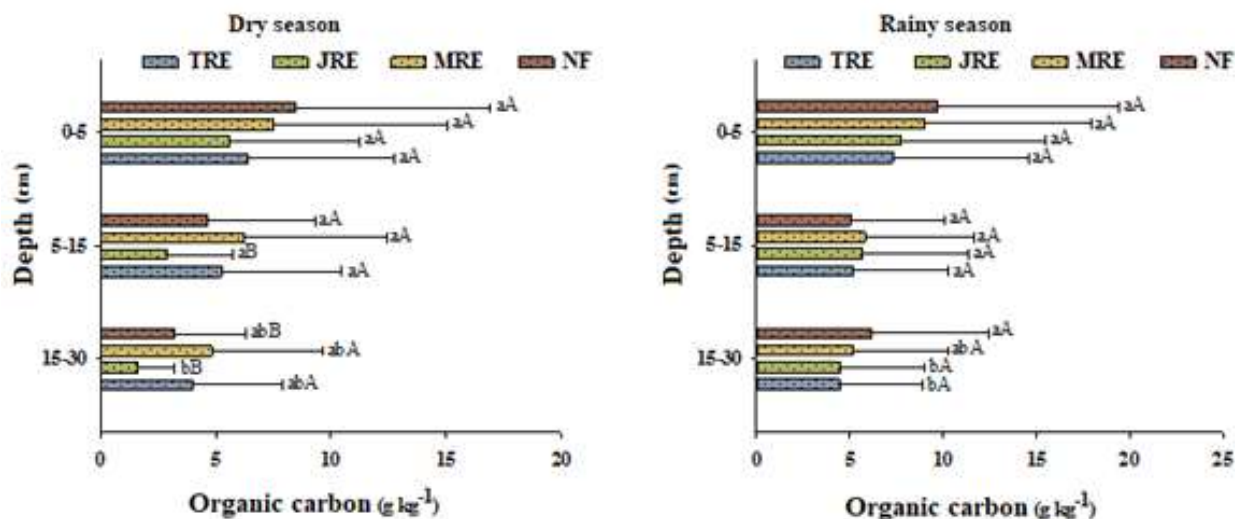 Dry season
TRE JRE MRE NF
Depth (cm)
0-5
aA
aA
aA
aA
5-15
aA
aA
aB
aA
15-30
abB
abA
bB
abA
0 5 10 15 20
Organic carbon (g kg-1)
Rainy season
TRE JRE MRE NF
Depth (cm)
0-5
aA
aA
aA
aA
5-15
aA
aA
aA
aA
15-30
aA
abA
bA
bA
0 5 10 15 20 25
Organic carbon (g kg-1)